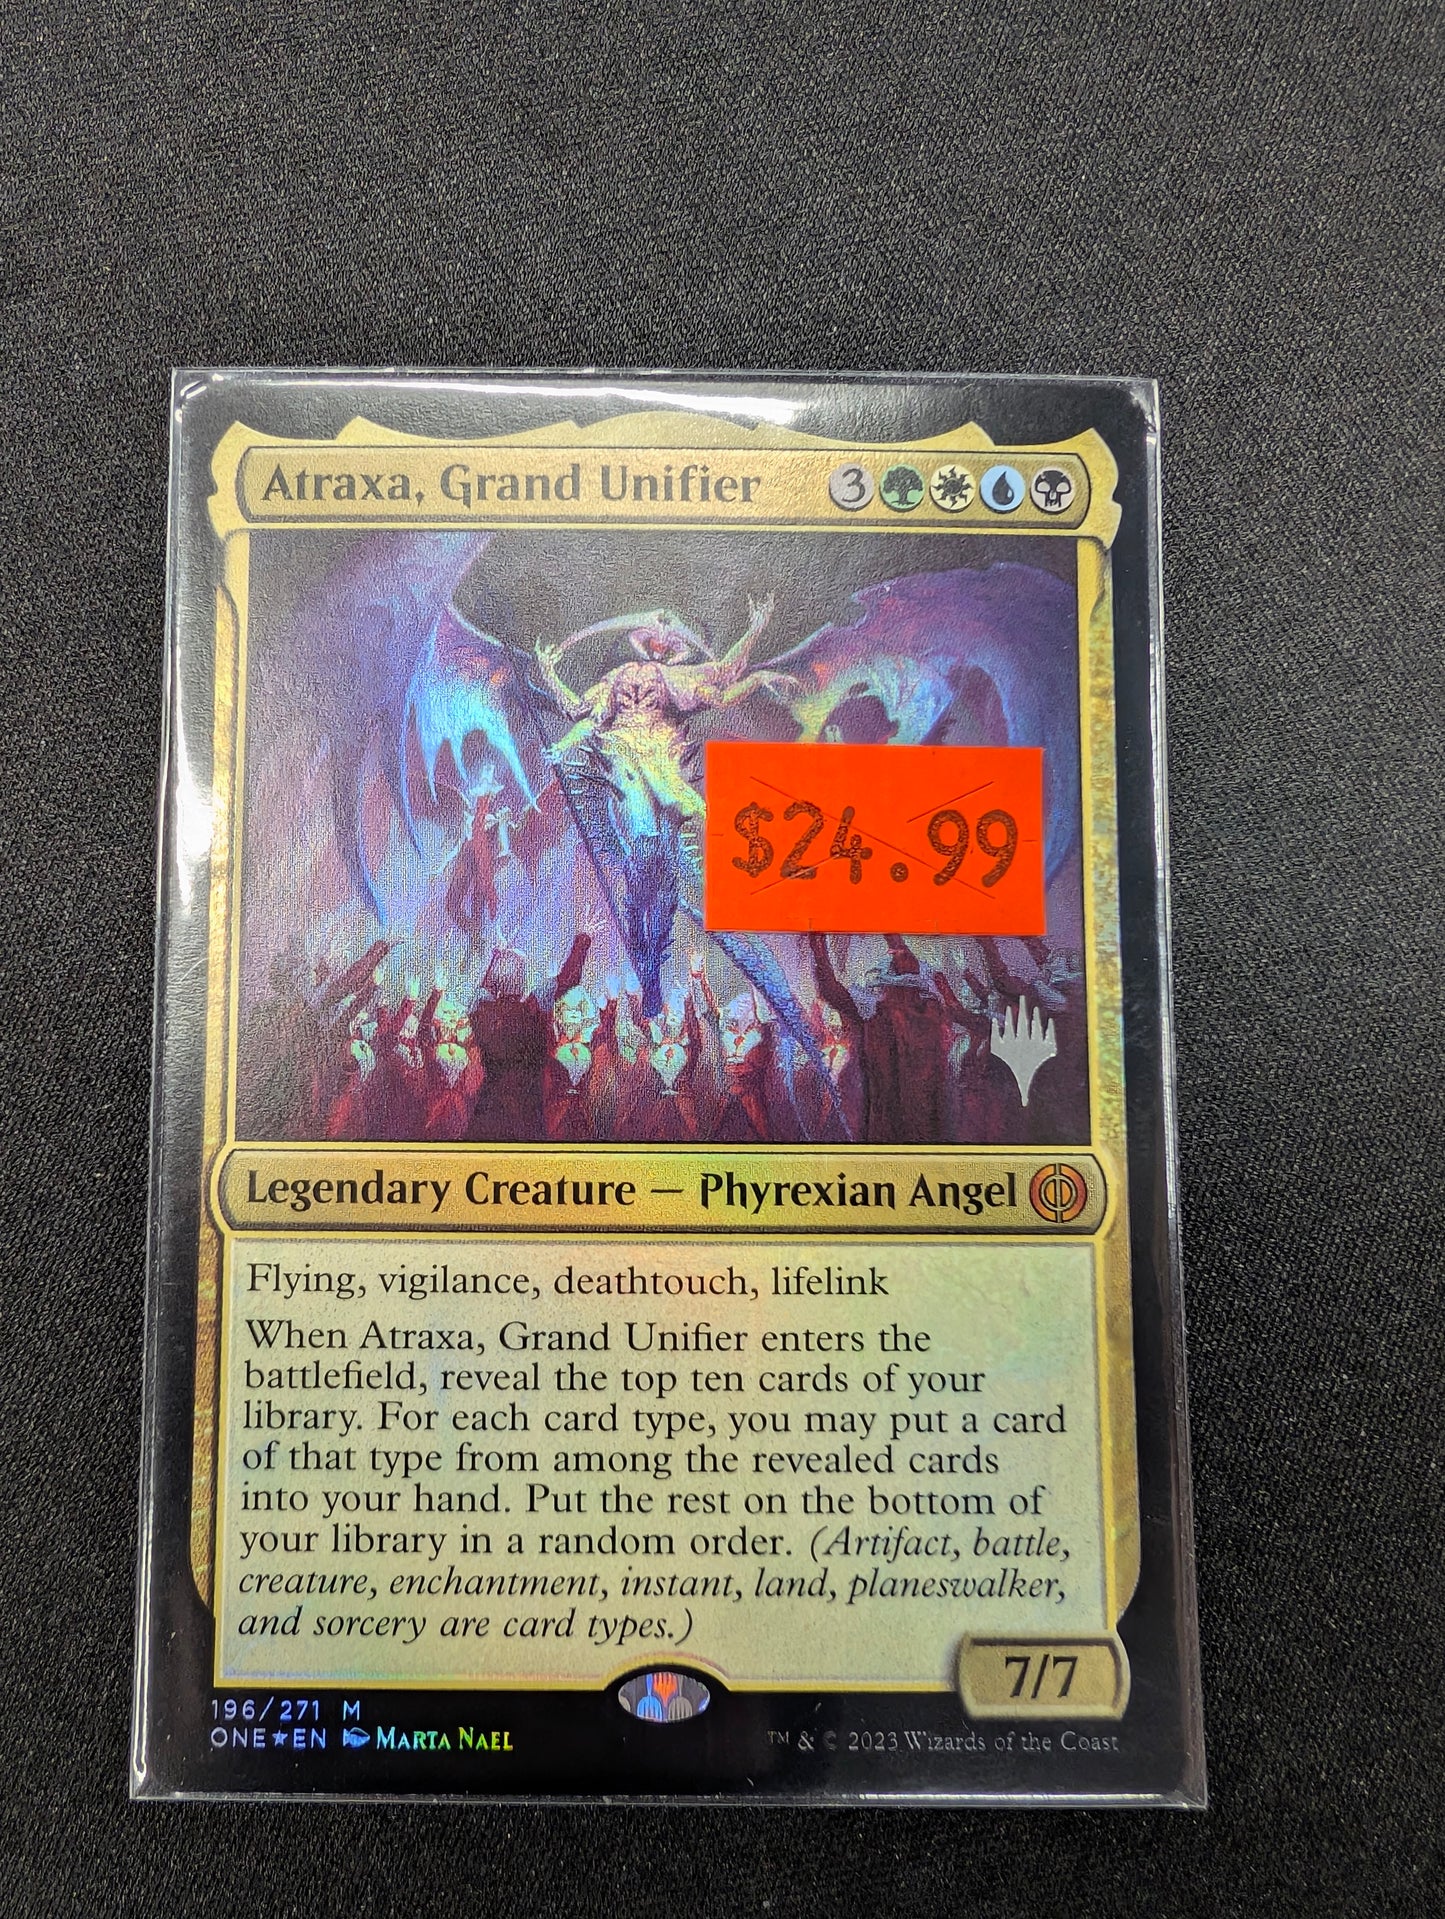 Atraxa, Grand Unifier 3
$24.99
Legendary Creature — Phyrexian Angel
Flying, vigilance, deathtouch, lifelink
When Atraxa, Grand Unifier enters the
battlefield, reveal the top ten cards of your
library. For each card type, you may put a card
of that type from among the revealed cards
into your hand. Put the rest on the bottom of
your library in a random order. (Artifact, battle,
creature, enchantment, instant, land, planeswalker,
and sorcery are card types.)
7/7
196/271 M
ONE★EN MARTA NAEL
™ & © 2023 Wizards of the Coast